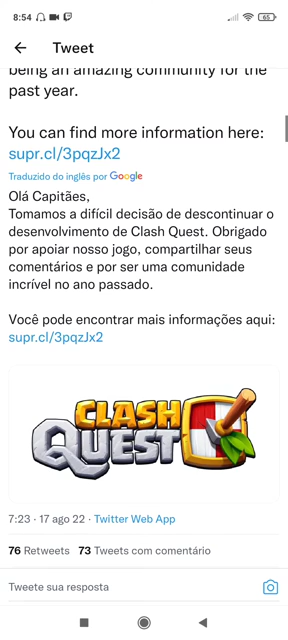 8:54
65
Tweet
being an amazing community for the
past year.
You can find more information here:
supr.cl/3pqzJx2
Traduzido do inglês por Google
Olá Capitães,
Tomamos a difícil decisão de descontinuar o
desenvolvimento de Clash Quest. Obrigado
por apoiar nosso jogo, compartilhar seus
comentários e por ser uma comunidade
incrível no ano passado.
Você pode encontrar mais informações aqui:
supr.cl/3pqzJx2
CLASH
QUEST
7:23 · 17 ago 22 · Twitter Web App
76 Retweets 73 Tweets com comentário
Tweete sua resposta